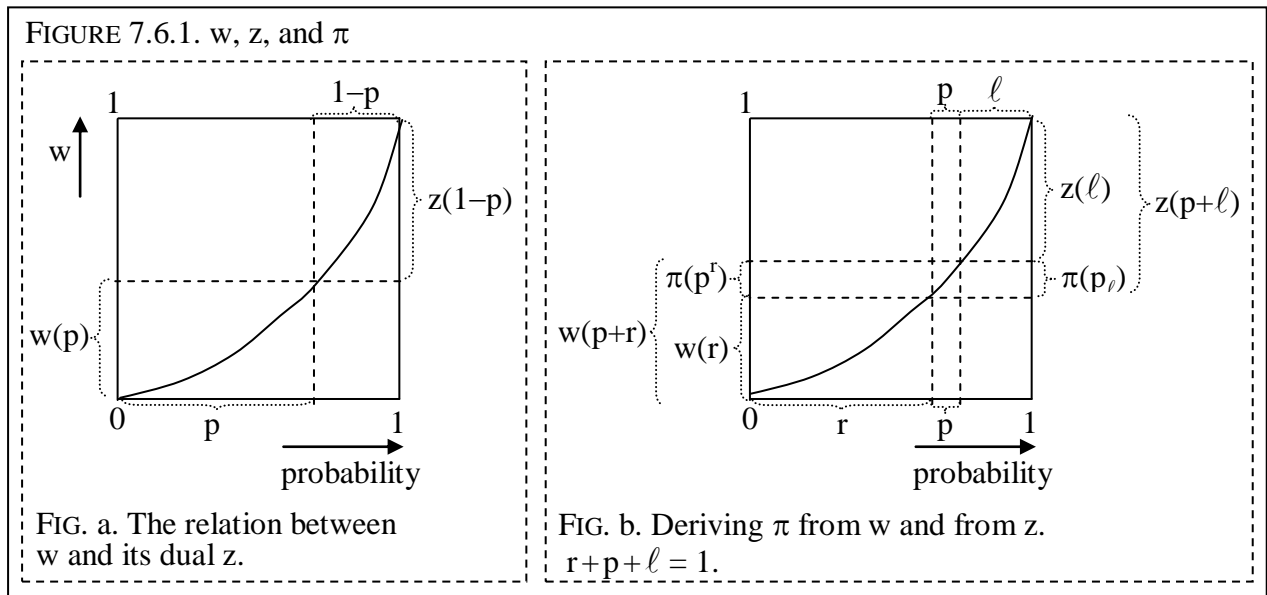 FIGURE 7.6.1. w, z, and π
1−p
1
w
z(1−p)
w(p)
0
p
1
probability
FIG. a. The relation between
w and its dual z.
p
ℓ
1
z(ℓ)
z(p+ℓ)
π(pʳ)
π(p_ℓ)
w(p+r)
w(r)
0
r
p
1
probability
FIG. b. Deriving π from w and from z.
r+p+ℓ = 1.